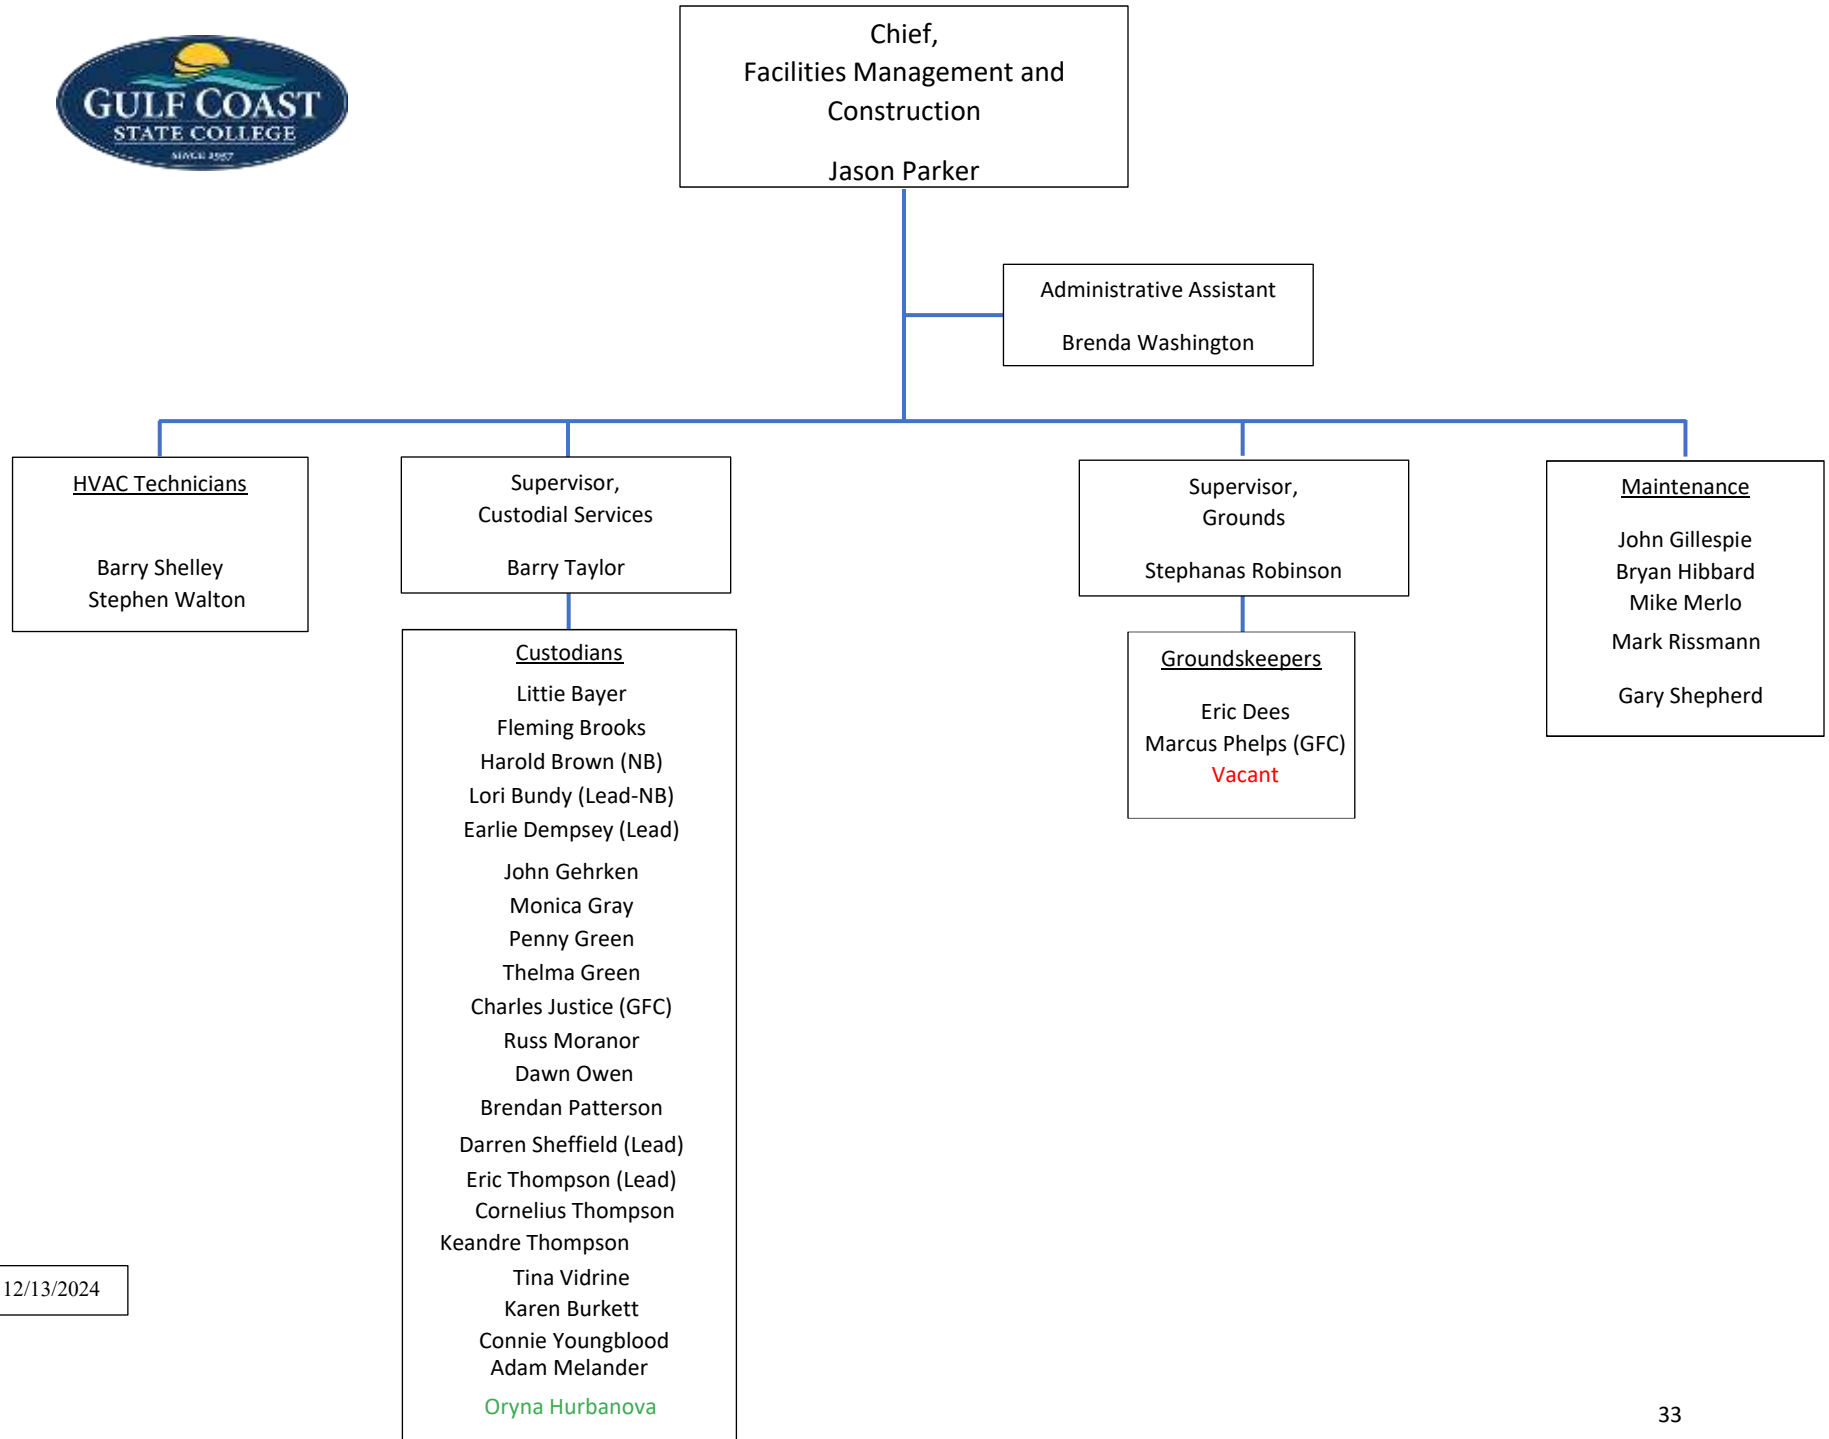 GULF COAST
STATE COLLEGE
SINCE 1957
Chief,
Facilities Management and
Construction
Jason Parker
Administrative Assistant
Brenda Washington
HVAC Technicians
Barry Shelley
Stephen Walton
Supervisor,
Custodial Services
Barry Taylor
Custodians
Littie Bayer
Fleming Brooks
Harold Brown (NB)
Lori Bundy (Lead-NB)
Earlie Dempsey (Lead)
John Gehrken
Monica Gray
Penny Green
Thelma Green
Charles Justice (GFC)
Russ Moranor
Dawn Owen
Brendan Patterson
Darren Sheffield (Lead)
Eric Thompson (Lead)
Cornelius Thompson
Keandre Thompson
Tina Vidrine
Karen Burkett
Connie Youngblood
Adam Melander
Oryna Hurbanova
Supervisor,
Grounds
Stephanas Robinson
Groundskeepers
Eric Dees
Marcus Phelps (GFC)
Vacant
Maintenance
John Gillespie
Bryan Hibbard
Mike Merlo
Mark Rissmann
Gary Shepherd
12/13/2024
33